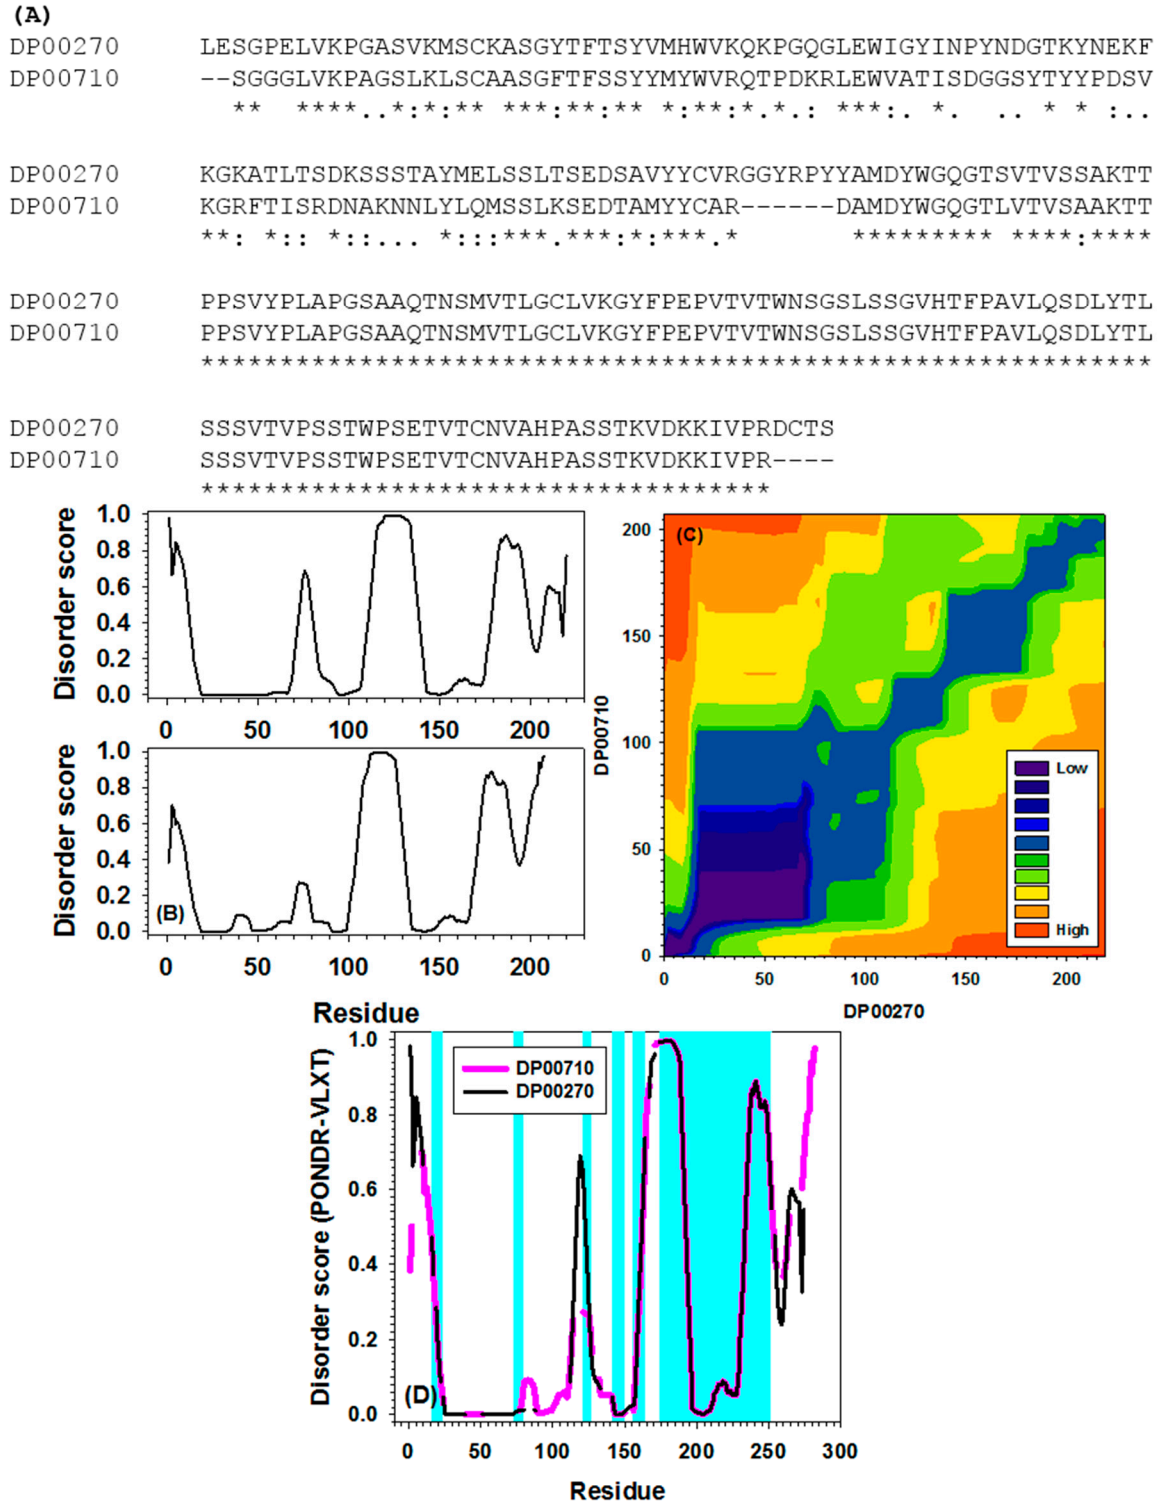 (A)
DP00270 LESGPELVKPGASVKMSCKASGYTFTSYVMHWVKQKPGQGLEWIGYINPYNDGTKYNEKF
DP00710 --SGGGLVKPAGSLKLSCAASGFTFSSYYMYWVRQTPDKRLEWVATISDGGSYTYYPDSV
** ****..*:*:** ***:**:** *:**:*.*.: ***:. *. .. * * :..
DP00270 KGKATLTSDKSSSTAYMELSSLTSEDSAVYYCVRGGYRPYYAMDYWGQGTSVTVSSAKTT
DP00710 KGRFTISRDNAKNNLYLQMSSLKSEDTAMYYCAR------DAMDYWGQGTLVTVSAAKTT
**: *:: *::... *:::***.***:*:***.* ********* ****:****
DP00270 PPSVYPLAPGSAAQTNSMVTLGCLVKGYFPEPVTVTWNSGSLSSGVHTFPAVLQSDLYTL
DP00710 PPSVYPLAPGSAAQTNSMVTLGCLVKGYFPEPVTVTWNSGSLSSGVHTFPAVLQSDLYTL
************************************************************
DP00270 SSSVTVPSSTWPSETVTCNVAHPASSTKVDKKIVPRDCTS
DP00710 SSSVTVPSSTWPSETVTCNVAHPASSTKVDKKIVPR----
************************************
Disorder score
1.0
0.8
0.6
0.4
0.2
0.0
0 50 100 150 200
Disorder score
1.0
0.8
0.6
0.4
0.2
0.0
(B)
0 50 100 150 200
Residue
DP00710
200
150
100
50
0
(C)
Low
High
0 50 100 150 200
DP00270
Disorder score (PONDR-VLXT)
1.0
0.8
0.6
0.4
0.2
0.0
DP00710
DP00270
(D)
0 50 100 150 200 250 300
Residue